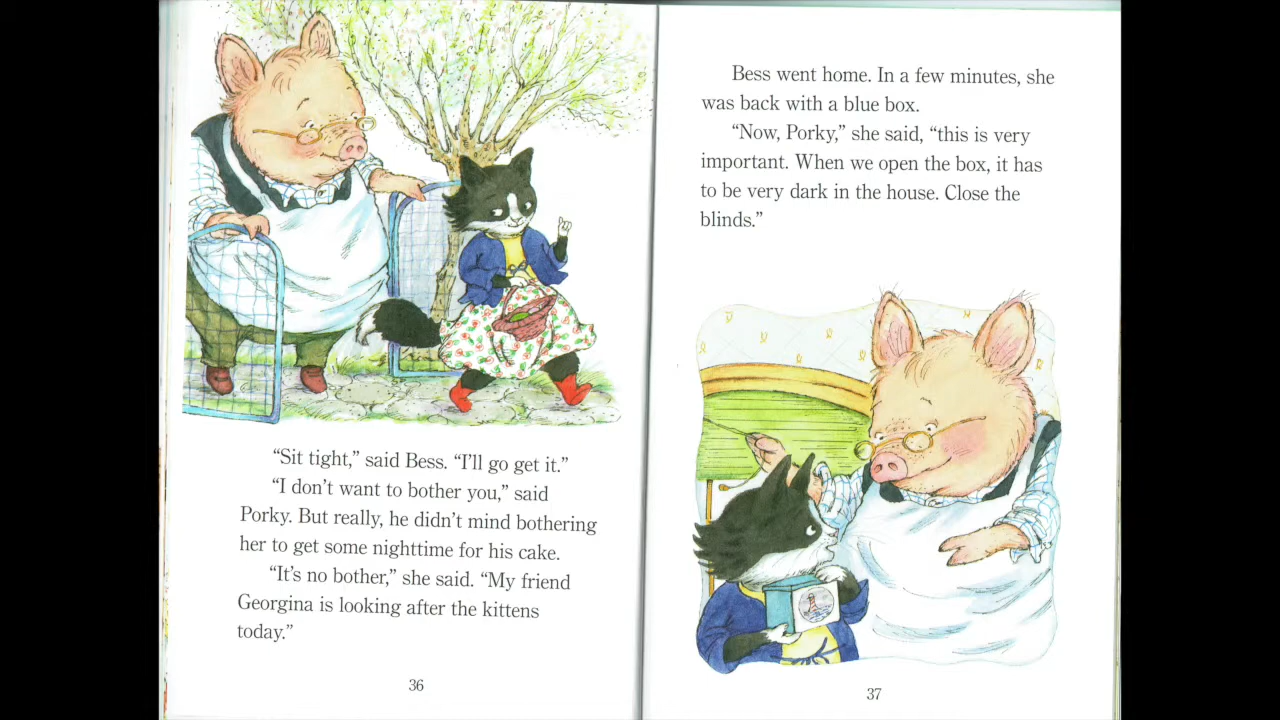 “Sit tight,” said Bess. “I’ll go get it.”
“I don’t want to bother you,” said
Porky. But really, he didn’t mind bothering
her to get some nighttime for his cake.
“It’s no bother,” she said. “My friend
Georgina is looking after the kittens
today.”
36
Bess went home. In a few minutes, she
was back with a blue box.
“Now, Porky,” she said, “this is very
important. When we open the box, it has
to be very dark in the house. Close the
blinds.”
37